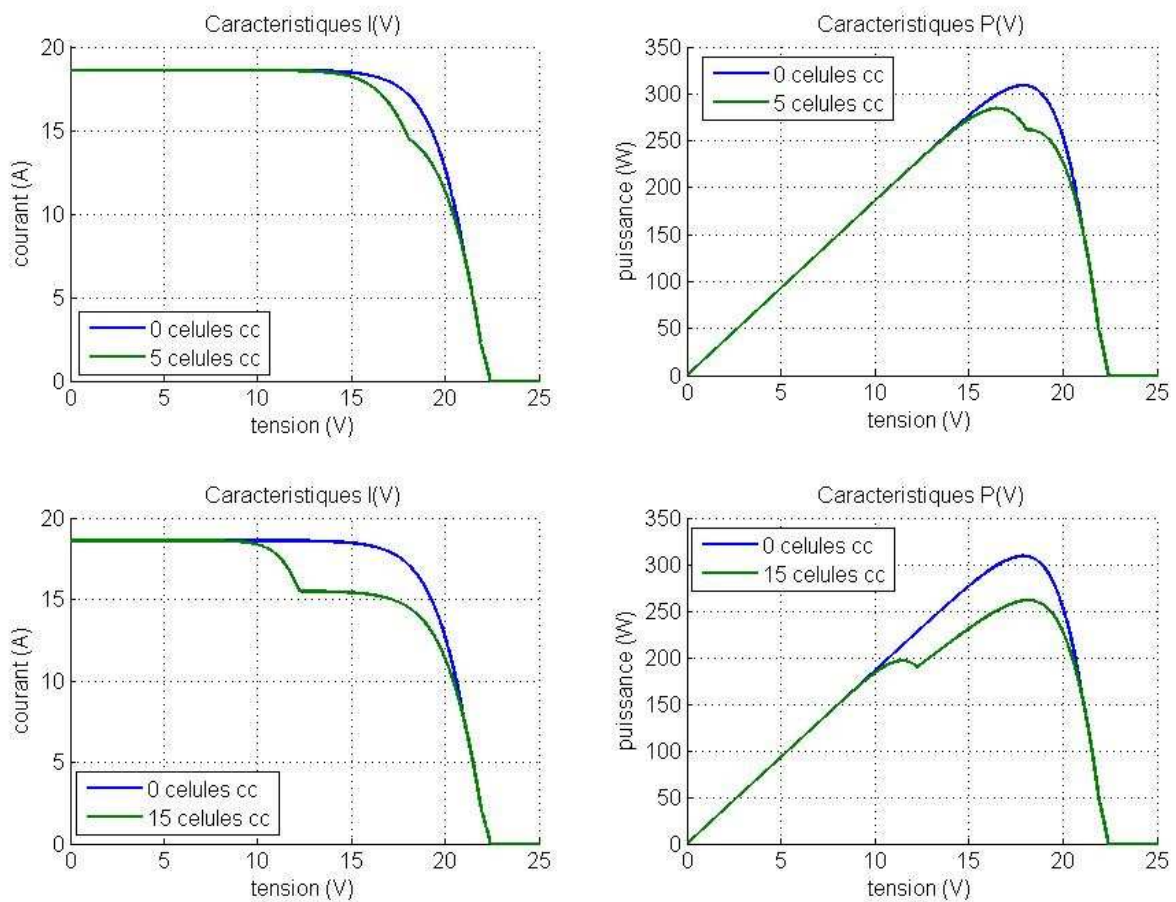 Caracteristiques I(V)
20
15
10
5
0
courant (A)
0 celules cc
5 celules cc
0 5 10 15 20 25
tension (V)
Caracteristiques P(V)
350
300
250
200
150
100
50
0
puissance (W)
0 celules cc
5 celules cc
0 5 10 15 20 25
tension (V)
Caracteristiques I(V)
20
15
10
5
0
courant (A)
0 celules cc
15 celules cc
0 5 10 15 20 25
tension (V)
Caracteristiques P(V)
350
300
250
200
150
100
50
0
puissance (W)
0 celules cc
15 celules cc
0 5 10 15 20 25
tension (V)